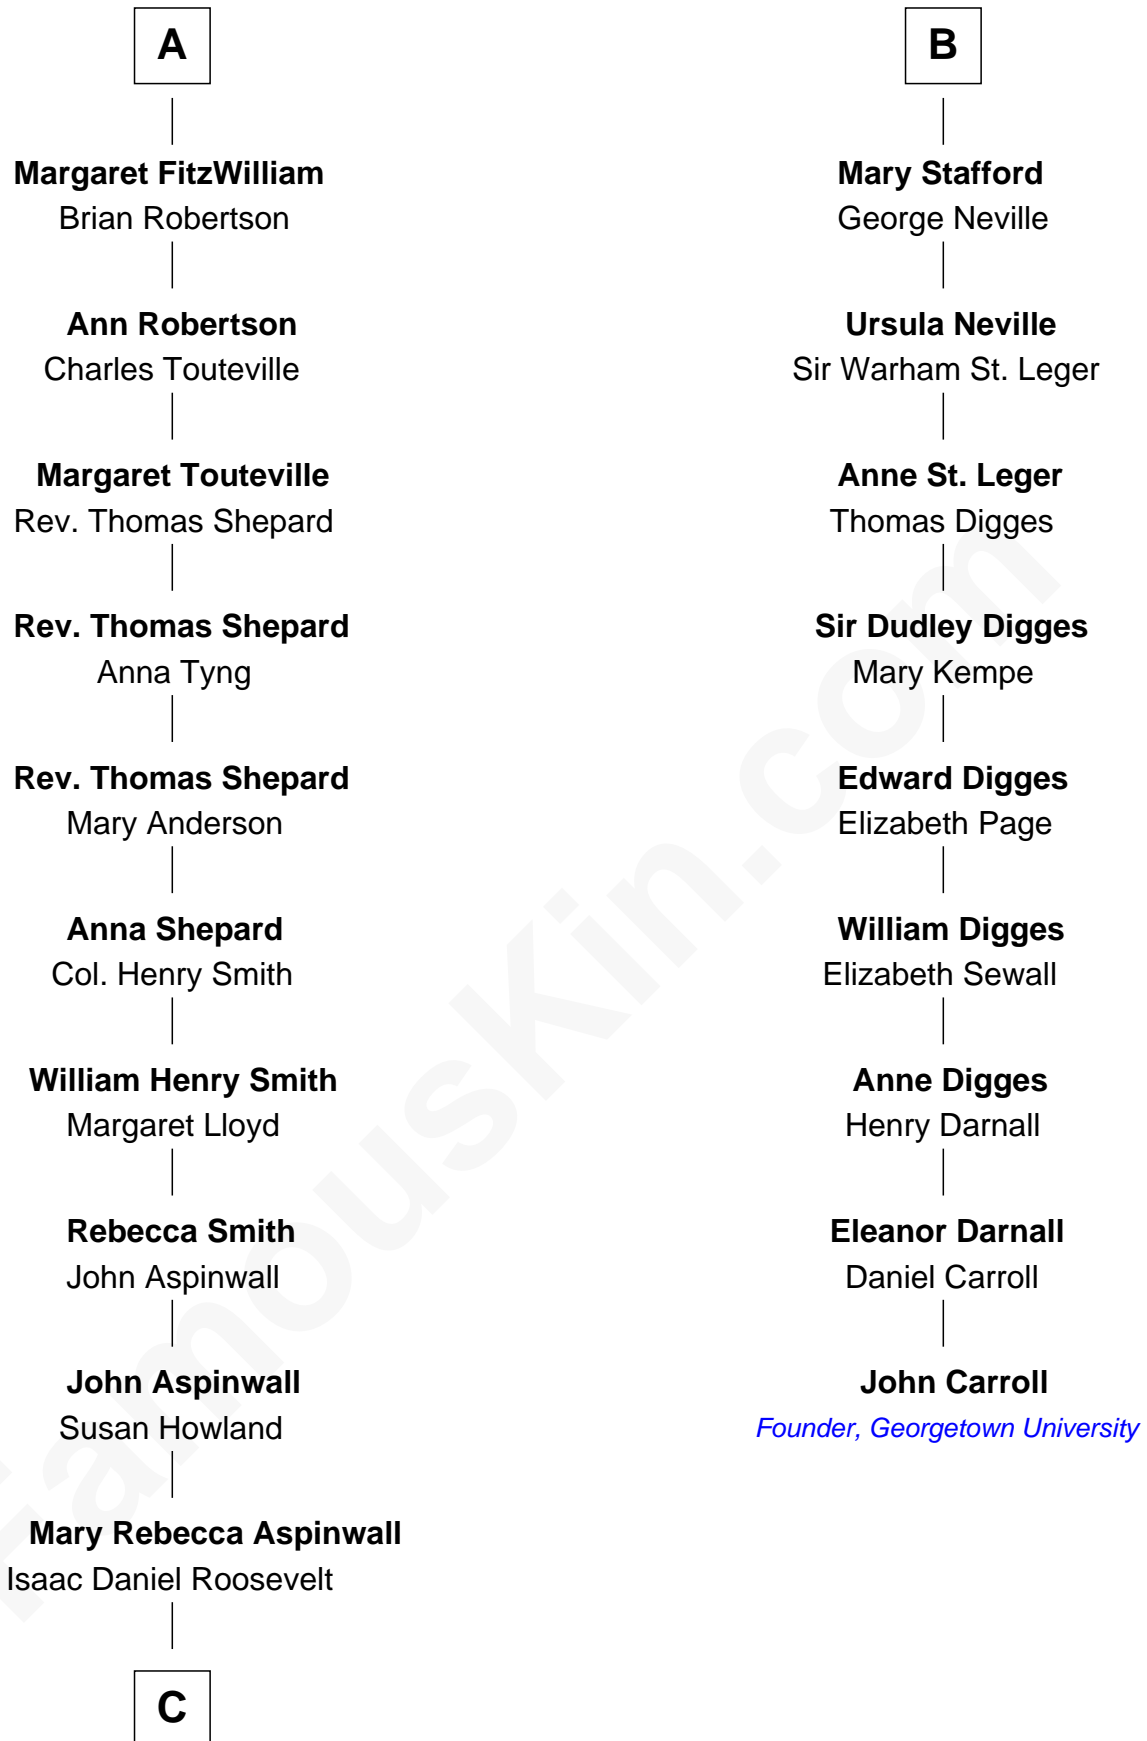 A
Margaret FitzWilliam
Brian Robertson
Ann Robertson
Charles Touteville
Margaret Touteville
Rev. Thomas Shepard
Rev. Thomas Shepard
Anna Tyng
Rev. Thomas Shepard
Mary Anderson
Anna Shepard
Col. Henry Smith
William Henry Smith
Margaret Lloyd
Rebecca Smith
John Aspinwall
John Aspinwall
Susan Howland
Mary Rebecca Aspinwall
Isaac Daniel Roosevelt
C
B
Mary Stafford
George Neville
Ursula Neville
Sir Warham St. Leger
Anne St. Leger
Thomas Digges
Sir Dudley Digges
Mary Kempe
Edward Digges
Elizabeth Page
William Digges
Elizabeth Sewall
Anne Digges
Henry Darnall
Eleanor Darnall
Daniel Carroll
John Carroll
Founder, Georgetown University
FamousKin.com